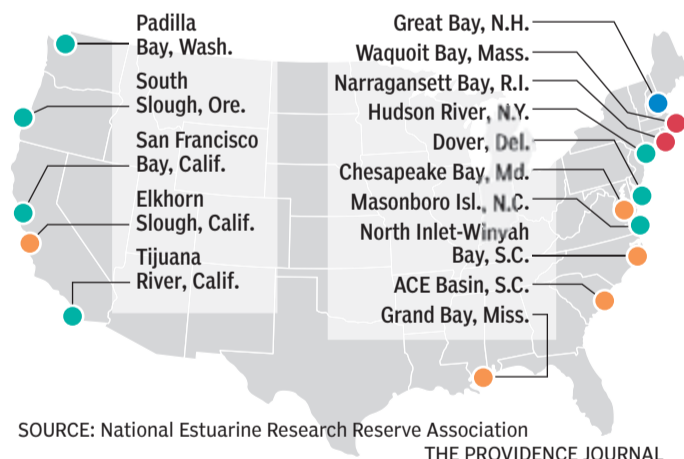 Padilla
Bay, Wash.
South
Slough, Ore.
San Francisco
Bay, Calif.
Elkhorn
Slough, Calif.
Tijuana
River, Calif.
Great Bay, N.H.
Waquoit Bay, Mass.
Narragansett Bay, R.I.
Hudson River, N.Y.
Dover, Del.
Chesapeake Bay, Md.
Masonboro Isl., N.C.
North Inlet-Winyah
Bay, S.C.
ACE Basin, S.C.
Grand Bay, Miss.
SOURCE: National Estuarine Research Reserve Association
THE PROVIDENCE JOURNAL